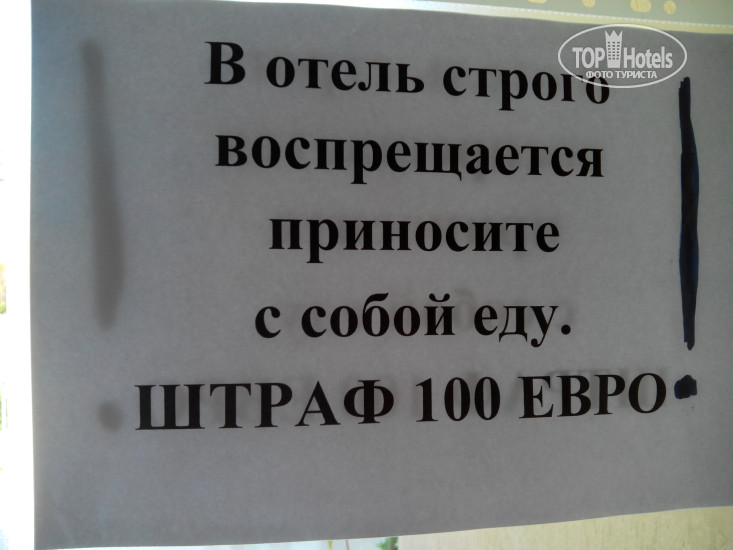 TOP Hotels
ФОТО ТУРИСТА
В отель строго
воспрещается
приносите
с собой еду.
ШТРАФ 100 ЕВРО
!